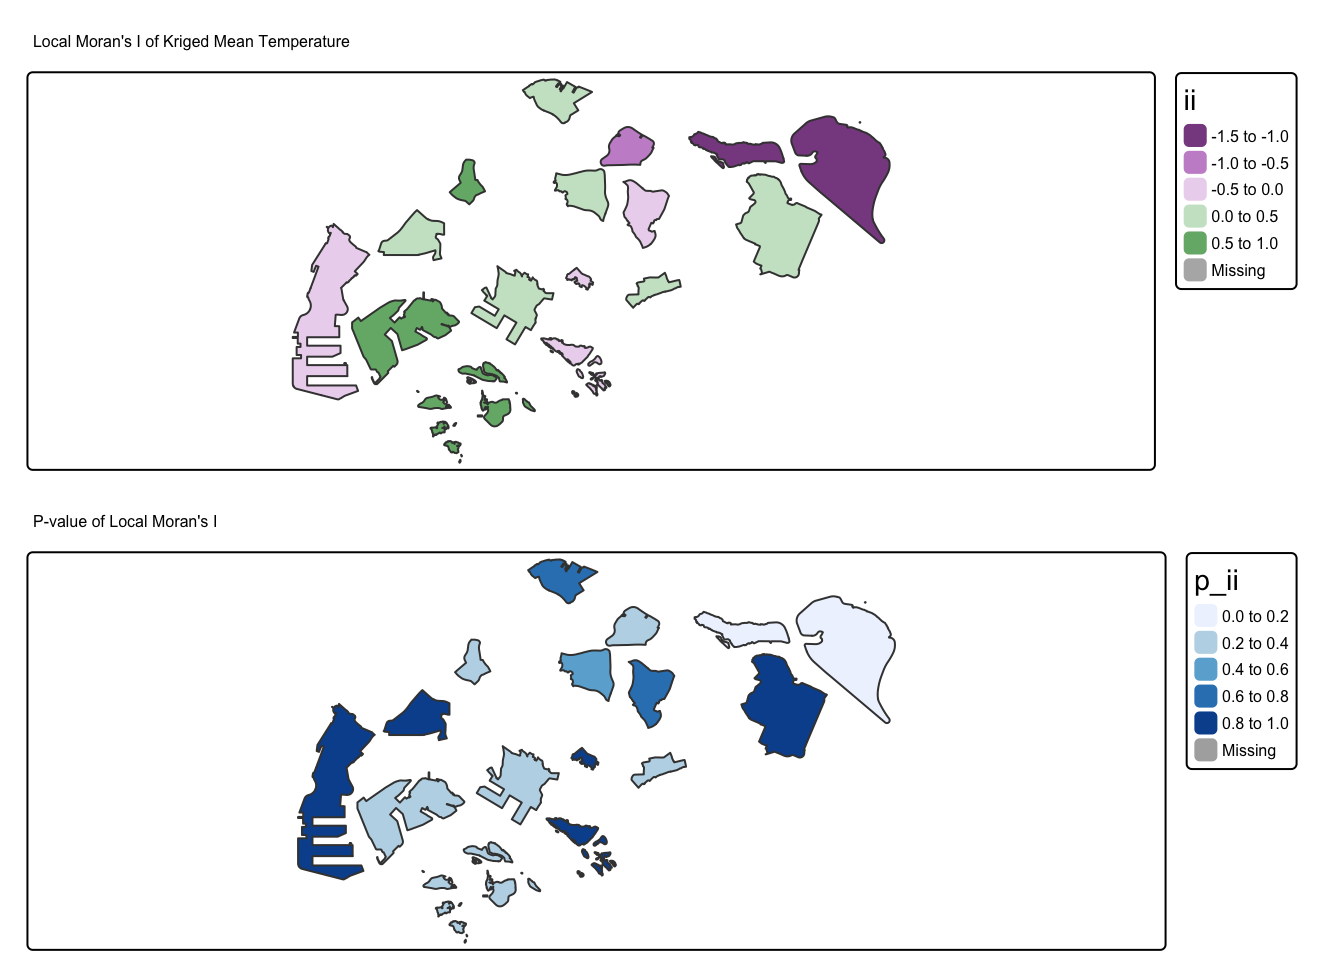 Local Moran's I of Kriged Mean Temperature
ii
-1.5 to -1.0
-1.0 to -0.5
-0.5 to 0.0
0.0 to 0.5
0.5 to 1.0
Missing
P-value of Local Moran's I
p_ii
0.0 to 0.2
0.2 to 0.4
0.4 to 0.6
0.6 to 0.8
0.8 to 1.0
Missing